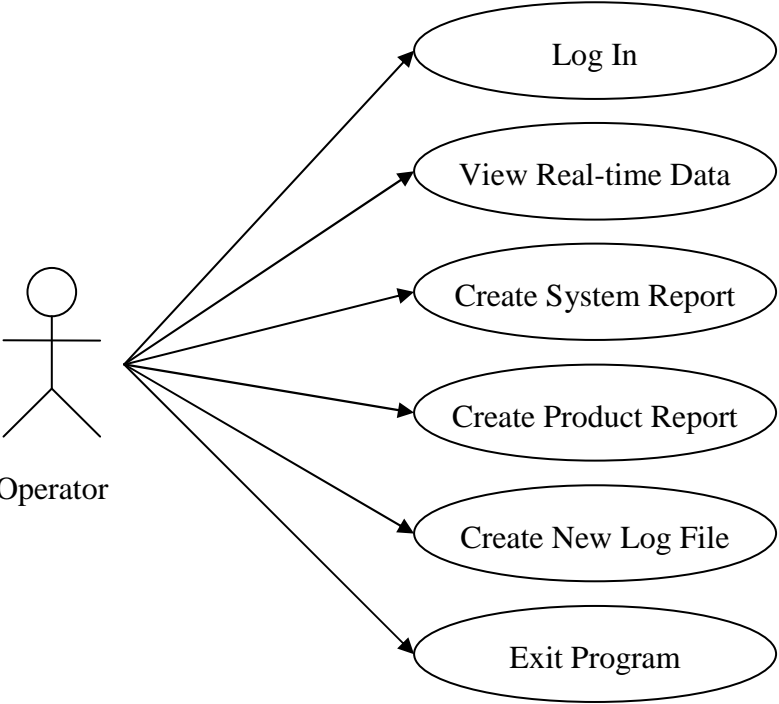 Log In
View Real-time Data
Create System Report
Create Product Report
Operator
Create New Log File
Exit Program